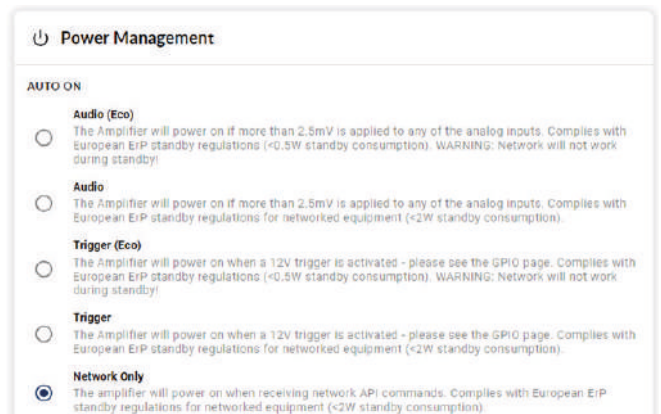 Power Management
AUTO ON
Audio (Eco)
The Amplifier will power on if more than 2.5mV is applied to any of the analog inputs. Complies with
European ErP standby regulations (<0.5W standby consumption). WARNING: Network will not work
during standby!
Audio
The Amplifier will power on if more than 2.5mV is applied to any of the analog inputs. Complies with
European ErP standby regulations for networked equipment (<2W standby consumption).
Trigger (Eco)
The Amplifier will power on when a 12V trigger is activated - please see the GPIO page. Complies with
European ErP standby regulations (<0.5W standby consumption). WARNING: Network will not work
during standby!
Trigger
The Amplifier will power on when a 12V trigger is activated - please see the GPIO page. Complies with
European ErP standby regulations for networked equipment (<2W standby consumption).
Network Only
The amplifier will power on when receiving network API commands. Complies with European ErP
standby regulations for networked equipment (<2W standby consumption)